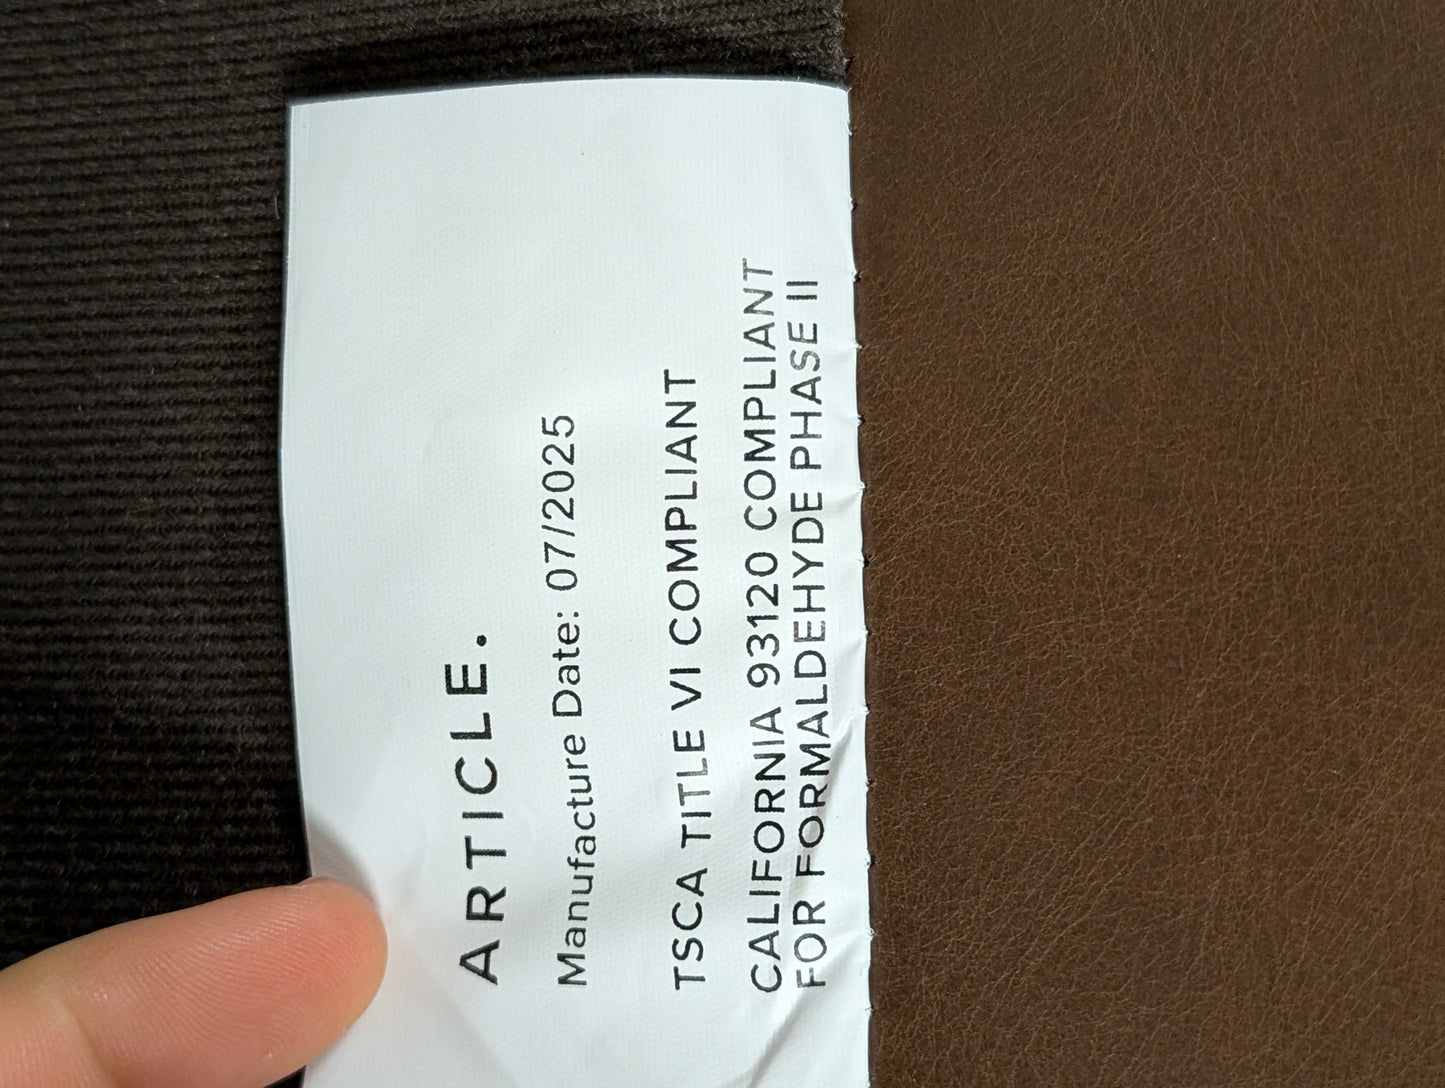 ARTICLE.
Manufacture Date: 07/2025
TSCA TITLE VI COMPLIANT
CALIFORNIA 93120 COMPLIANT
FOR FORMALDEHYDE PHASE II